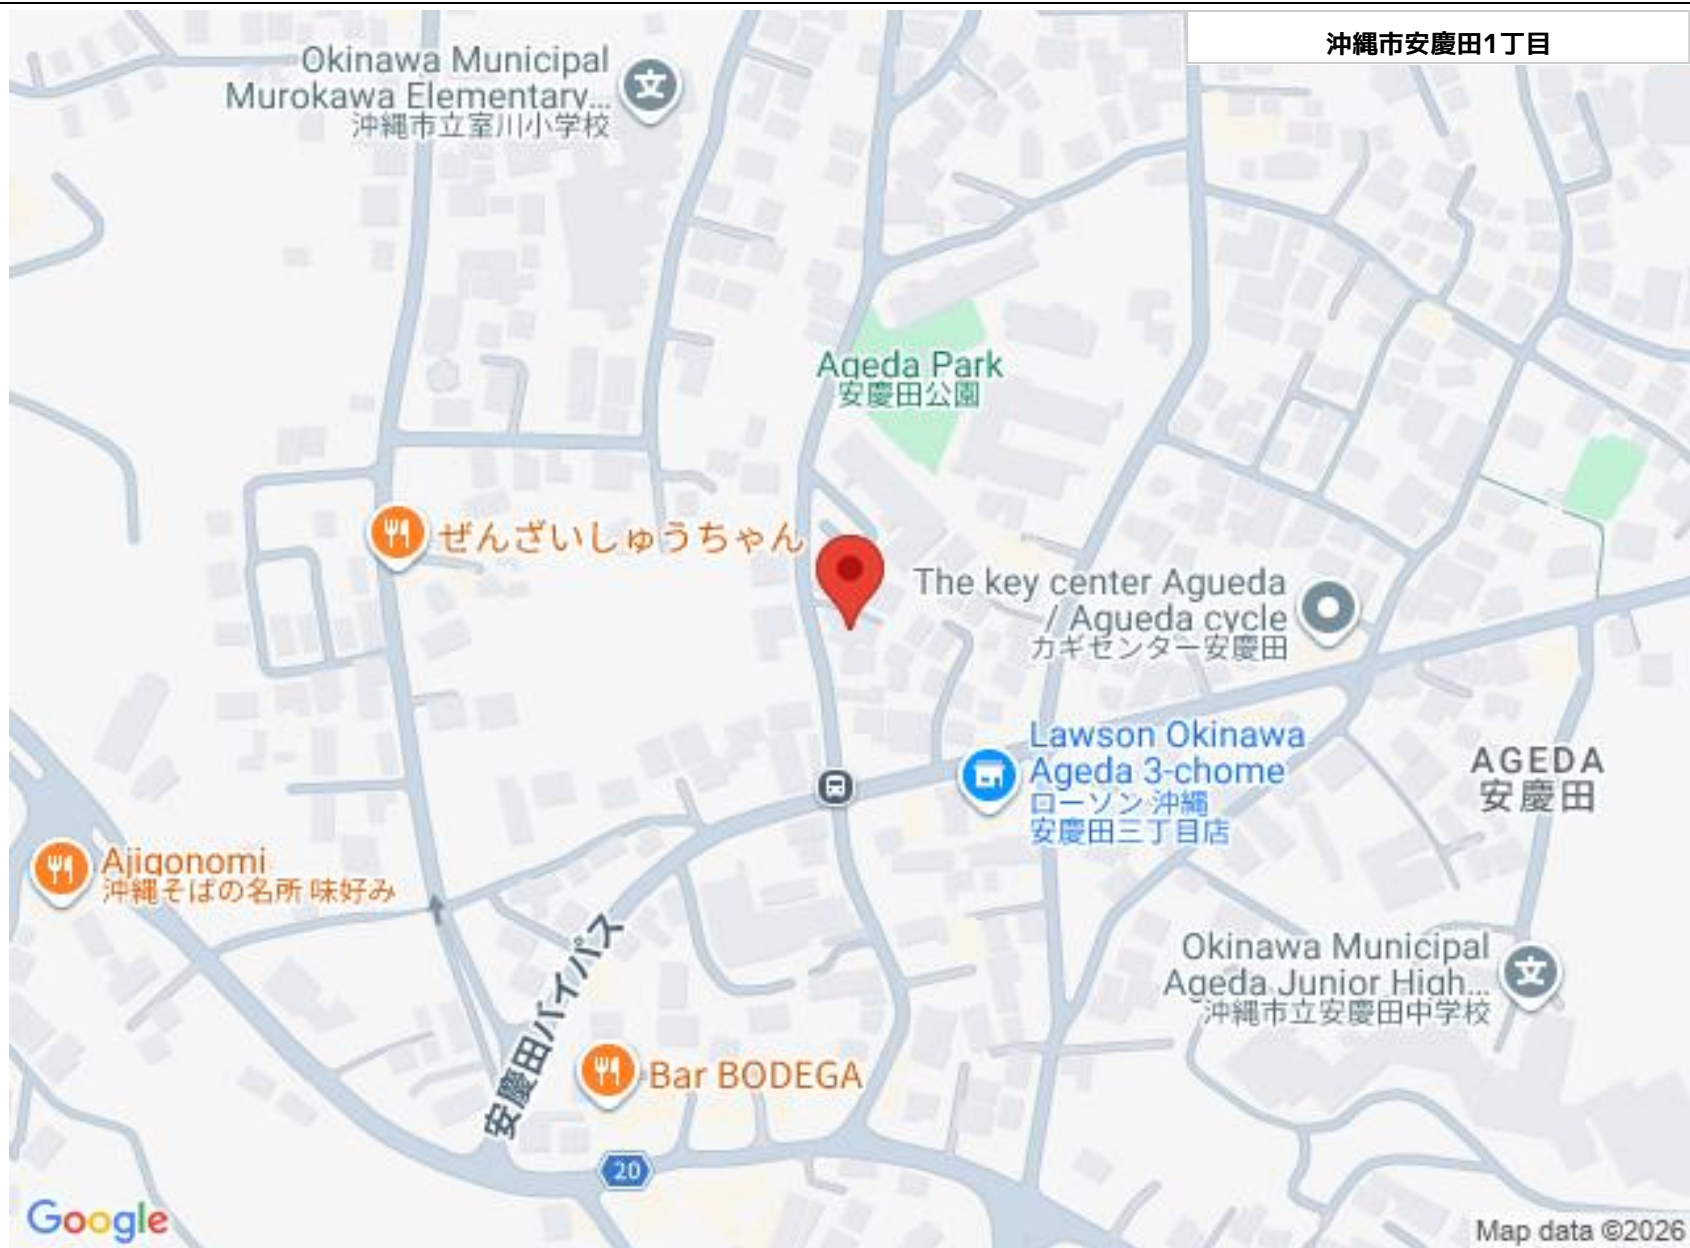 沖縄市安慶田1丁目
Okinawa Municipal
Murokawa Elementary...
沖縄市立室川小学校
Ageda Park
安慶田公園
ぜんざいしゅうちゃん
The key center Agueda
/ Agueda cycle
カギセンター安慶田
Lawson Okinawa
Ageda 3-chome
ローソン 沖縄
安慶田三丁目店
AGEDA
安慶田
Ajigonomi
沖縄そばの名所 味好み
安慶田バイパス
Okinawa Municipal
Ageda Junior High...
沖縄市立安慶田中学校
Bar BODEGA
20
文
文
Google
Map data ©2026